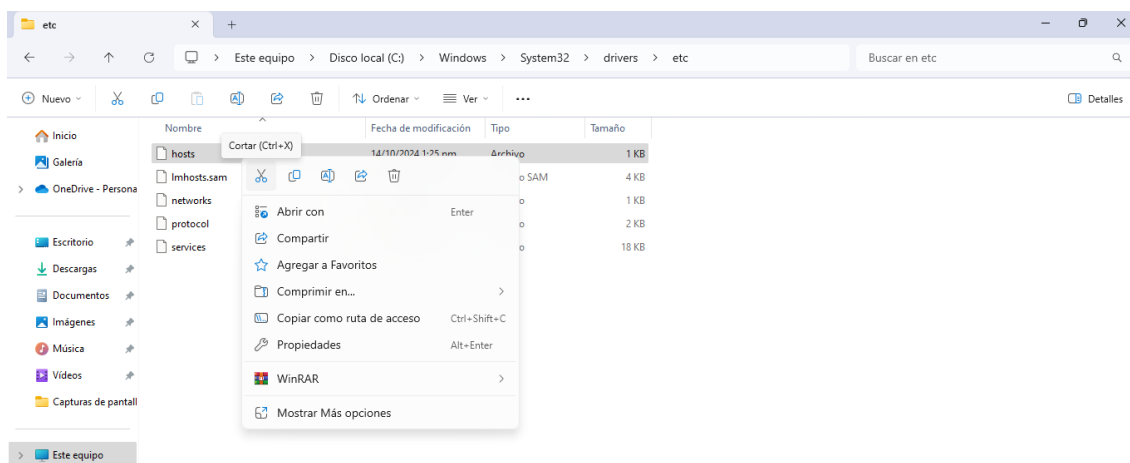 etc
Este equipo > Disco local (C:) > Windows > System32 > drivers > etc
Buscar en etc
Nuevo
Ordenar
Ver
Detalles
Inicio
Galería
OneDrive - Persona
Escritorio
Descargas
Documentos
Imágenes
Música
Vídeos
Capturas de pantall
Este equipo
Nombre Fecha de modificación Tipo Tamaño
Cortar (Ctrl+X)
hosts 14/10/2024 1:25 pm Archivo 1 KB
lmhosts.sam o SAM 4 KB
networks o 1 KB
protocol o 2 KB
services o 18 KB
Abrir con Enter
Compartir
Agregar a Favoritos
Comprimir en...
Copiar como ruta de acceso Ctrl+Shift+C
Propiedades Alt+Enter
WinRAR
Mostrar Más opciones